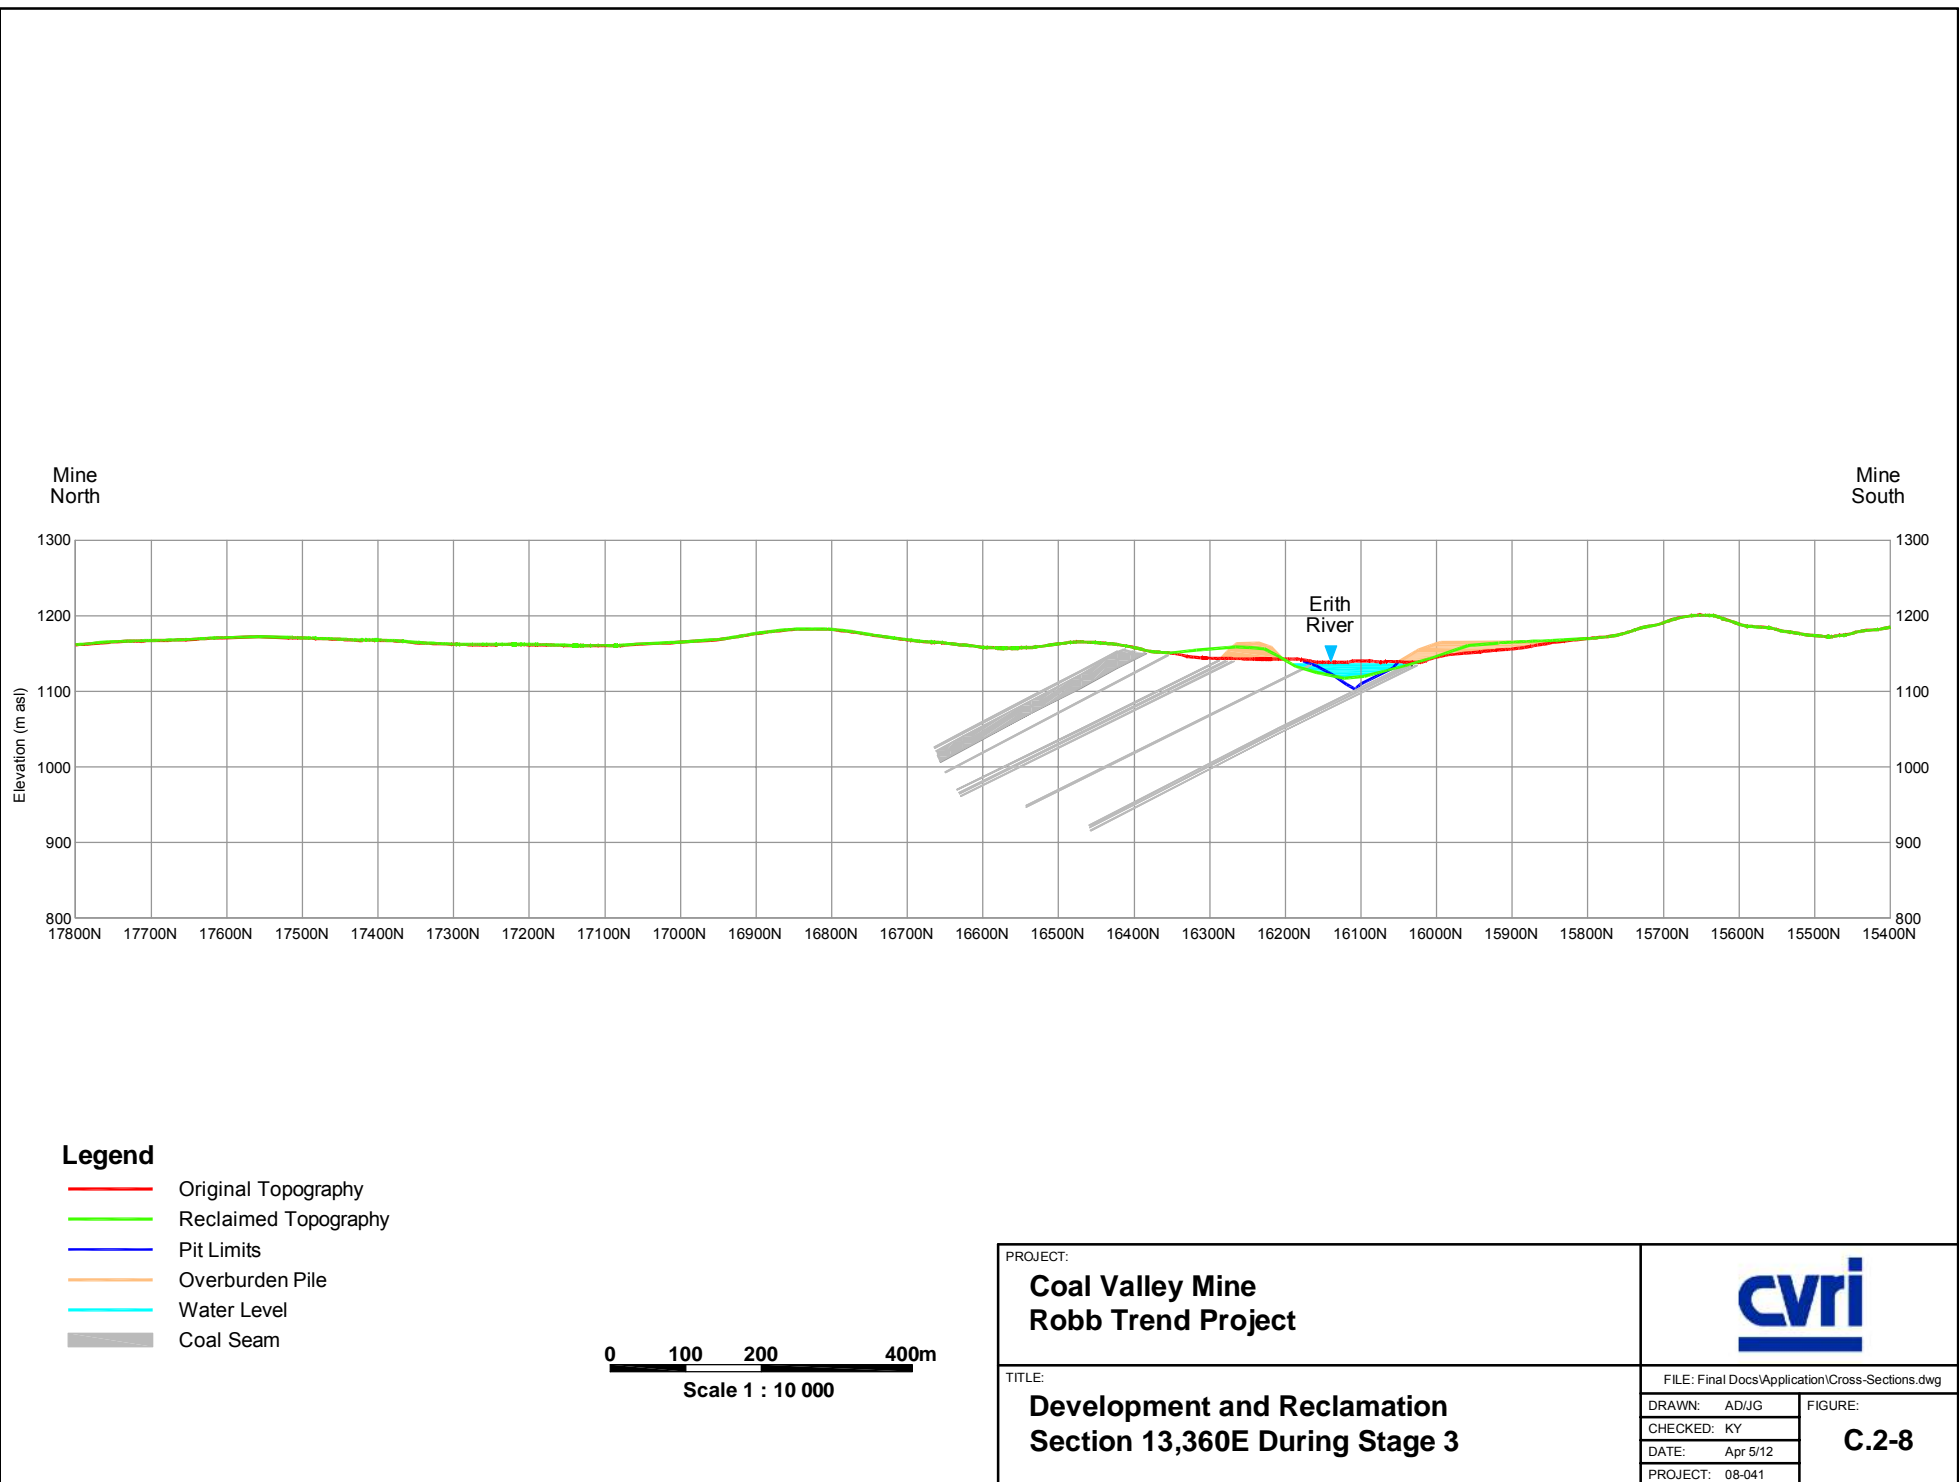 Mine
North
Mine
South
Erith
River
Elevation (m asl)
1300
1200
1100
1000
900
800
1300
1200
1100
1000
900
800
17800N 17700N 17600N 17500N 17400N 17300N 17200N 17100N 17000N 16900N 16800N 16700N 16600N 16500N 16400N 16300N 16200N 16100N 16000N 15900N 15800N 15700N 15600N 15500N 15400N
Legend
Original Topography
Reclaimed Topography
Pit Limits
Overburden Pile
Water Level
Coal Seam
0 100 200 400m
Scale 1 : 10 000
PROJECT:
Coal Valley Mine
Robb Trend Project
TITLE:
Development and Reclamation
Section 13,360E During Stage 3
cvri
FILE: Final Docs\Application\Cross-Sections.dwg
DRAWN: AD/JG
CHECKED: KY
DATE: Apr 5/12
PROJECT: 08-041
FIGURE:
C.2-8